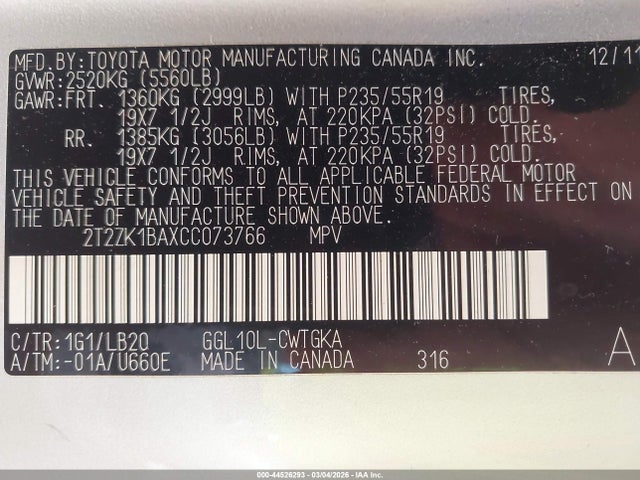 MFD.BY:TOYOTA MOTOR MANUFACTURING CANADA INC. 12/11
GVWR:2520KG (5560LB)
GAWR:FRT. 1360KG (2999LB) WITH P235/55R19 TIRES,
19X7 1/2J RIMS, AT 220KPA (32PSI) COLD.
RR. 1385KG (3056LB) WITH P235/55R19 TIRES,
19X7 1/2J RIMS, AT 220KPA (32PSI) COLD.
THIS VEHICLE CONFORMS TO ALL APPLICABLE FEDERAL MOTOR
VEHICLE SAFETY AND THEFT PREVENTION STANDARDS IN EFFECT ON
THE DATE OF MANUFACTURE SHOWN ABOVE.
2T2ZK1BAXCC073766 MPV
C/TR:1G1/LB20 GGL10L-CWTGKA
A/TM:-01A/U660E MADE IN CANADA 316 A
000-44526293 - 03/04/2026 - IAA Inc.